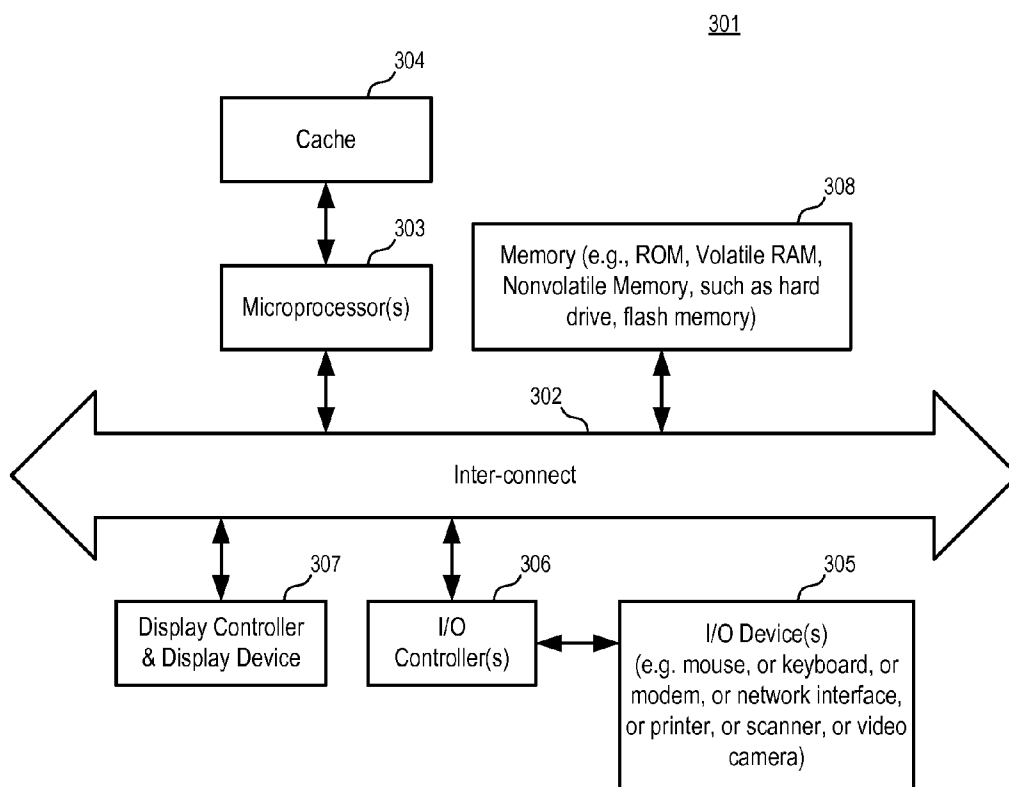 301
304
Cache
303
308
Microprocessor(s)
Memory (e.g., ROM, Volatile RAM,
Nonvolatile Memory, such as hard
drive, flash memory)
302
Inter-connect
307
306
305
Display Controller
& Display Device
I/O
Controller(s)
I/O Device(s)
(e.g. mouse, or keyboard, or
modem, or network interface,
or printer, or scanner, or video
camera)